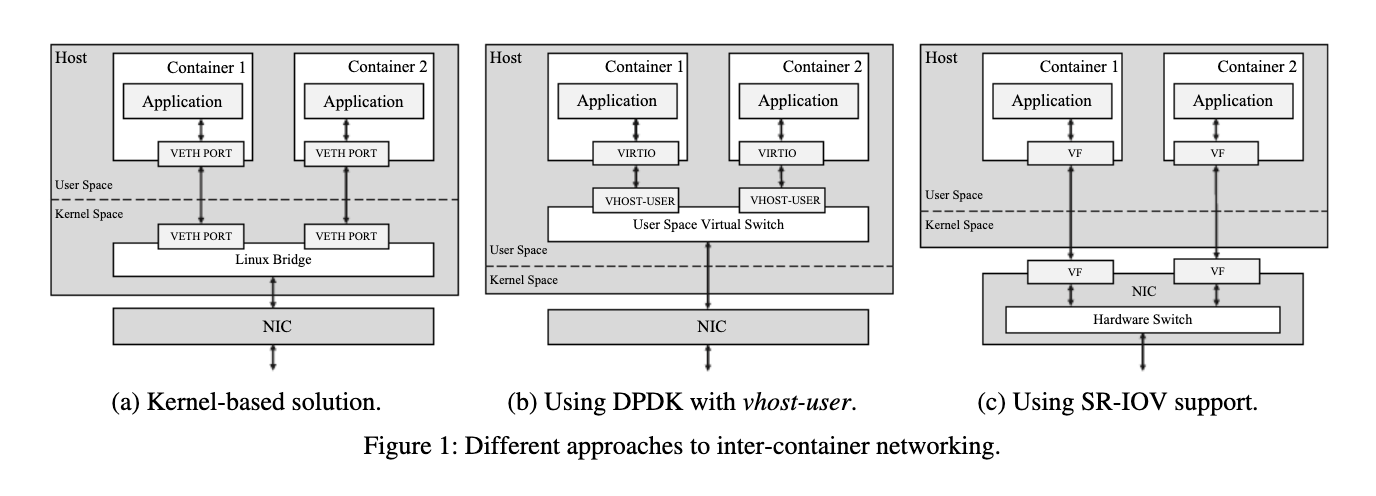 Host
Container 1
Container 2
Application
Application
VETH PORT
VETH PORT
User Space
Kernel Space
VETH PORT
VETH PORT
Linux Bridge
NIC
(a) Kernel-based solution.
Host
Container 1
Container 2
Application
Application
VIRTIO
VIRTIO
VHOST-USER
VHOST-USER
User Space Virtual Switch
User Space
Kernel Space
NIC
(b) Using DPDK with vhost-user.
Host
Container 1
Container 2
Application
Application
VF
VF
User Space
Kernel Space
VF
VF
NIC
Hardware Switch
(c) Using SR-IOV support.
Figure 1: Different approaches to inter-container networking.